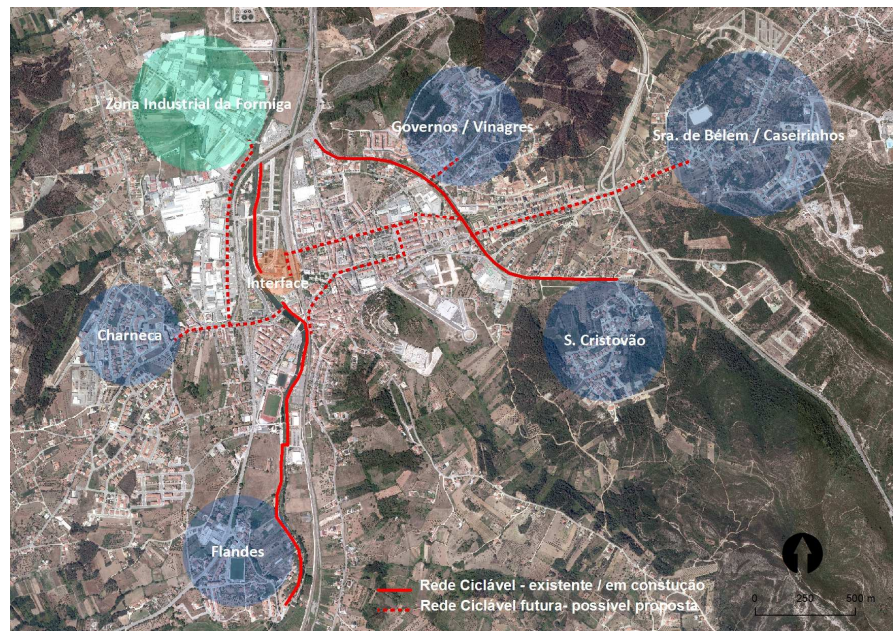 Zona Industrial da Formiga
Governos / Vinagres
Sra. de Bélem / Caseirinhos
Interface
Charneca
S. Cristovão
Flandes
Rede Ciclável - existente / em constução
Rede Ciclável futura- possível proposta
0 250 500 m